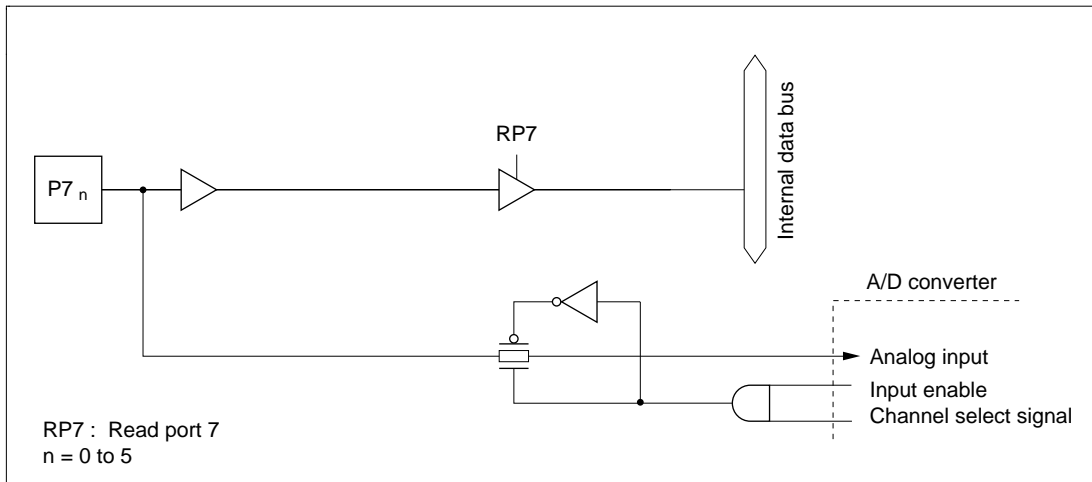 RP7
P7 n
Internal data bus
A/D converter
Analog input
Input enable
Channel select signal
RP7 : Read port 7
n = 0 to 5